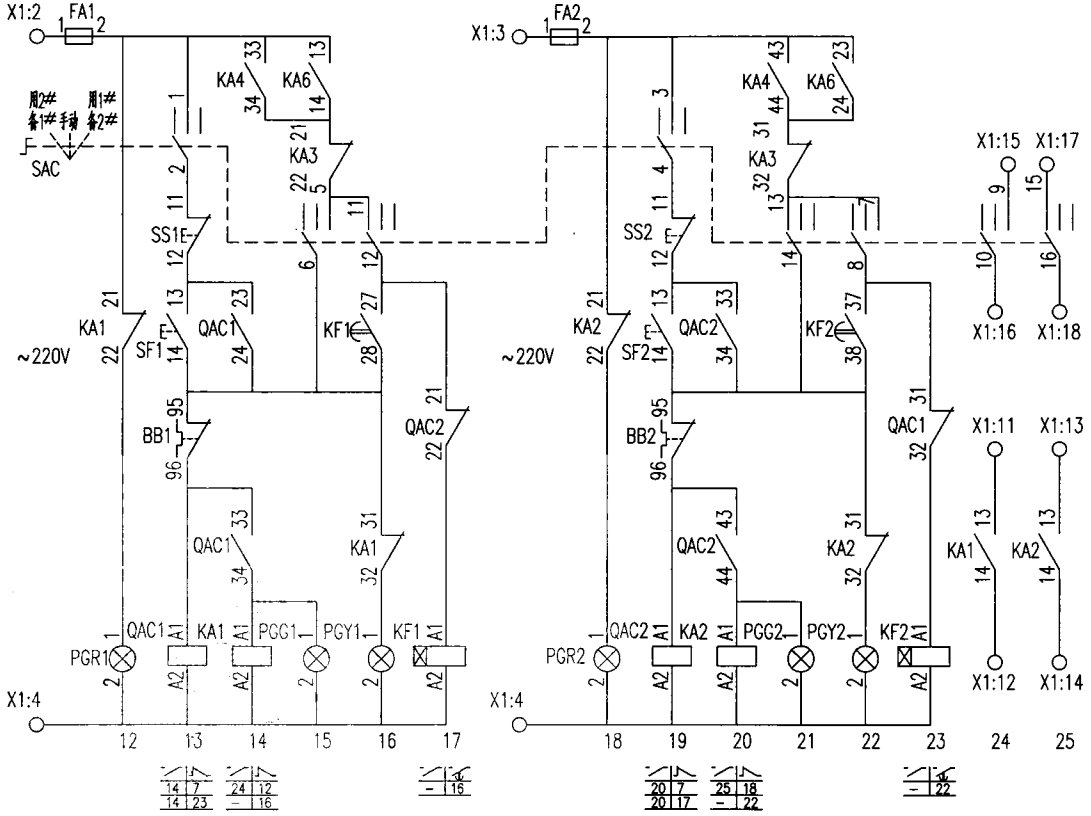 X1:2
1
FA1
2
X1:3
1
FA2
2
33
13
KA4
KA6
34
14
43
23
KA4
KA6
44
24
用2# 用1#
备1# 手动 备2#
SAC
1
2
21
KA3
22
5
11
3
4
31
KA3
32
13
7
X1:15
X1:17
9
15
11
SS1
12
6
12
11
SS2
12
14
8
10
16
X1:16
X1:18
21
KA1
22
13
SF1
14
23
QAC1
24
27
KF1
28
21
KA2
22
13
SF2
14
33
QAC2
34
37
KF2
38
~220V
~220V
95
BB1
96
21
QAC2
22
95
BB2
96
31
QAC1
32
X1:11
X1:13
33
QAC1
34
31
KA1
32
43
QAC2
44
31
KA2
32
13
KA1
14
13
KA2
14
PGR1
1
2
QAC1
A1
A2
KA1
A1
A2
PGG1
1
2
PGY1
1
2
KF1
A1
A2
PGR2
1
2
QAC2
A1
A2
KA2
A1
A2
PGG2
1
2
PGY2
1
2
KF2
A1
A2
X1:12
X1:14
X1:4
X1:4
12 13 14 15 16 17 18 19 20 21 22 23 24 25
14 7 24 12 - 16 20 7 25 18 - 22
14 23 - 16 20 17 - 22